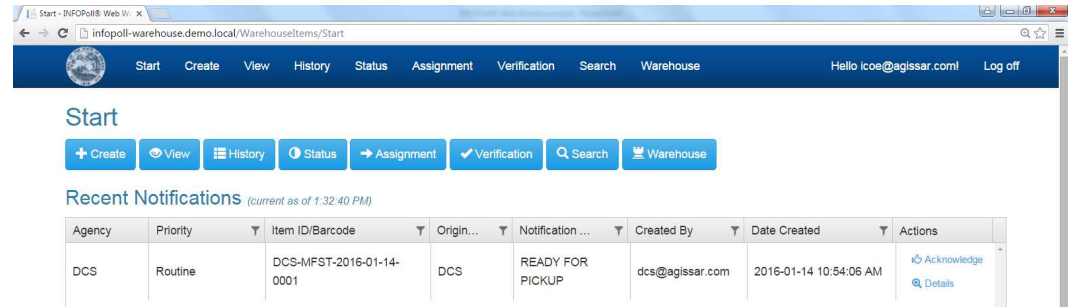 Start - INFOPoll® Web W
infopoll-warehouse.demo.local/WarehouseItems/Start
Start Create View History Status Assignment Verification Search Warehouse Hello icoe@agissar.com! Log off
Start
Create View History Status Assignment Verification Search Warehouse
Recent Notifications (current as of 1:32:40 PM)
Agency Priority Item ID/Barcode Origin... Notification ... Created By Date Created Actions
DCS Routine DCS-MFST-2016-01-14-0001 DCS READY FOR PICKUP dcs@agissar.com 2016-01-14 10:54:06 AM Acknowledge
Details